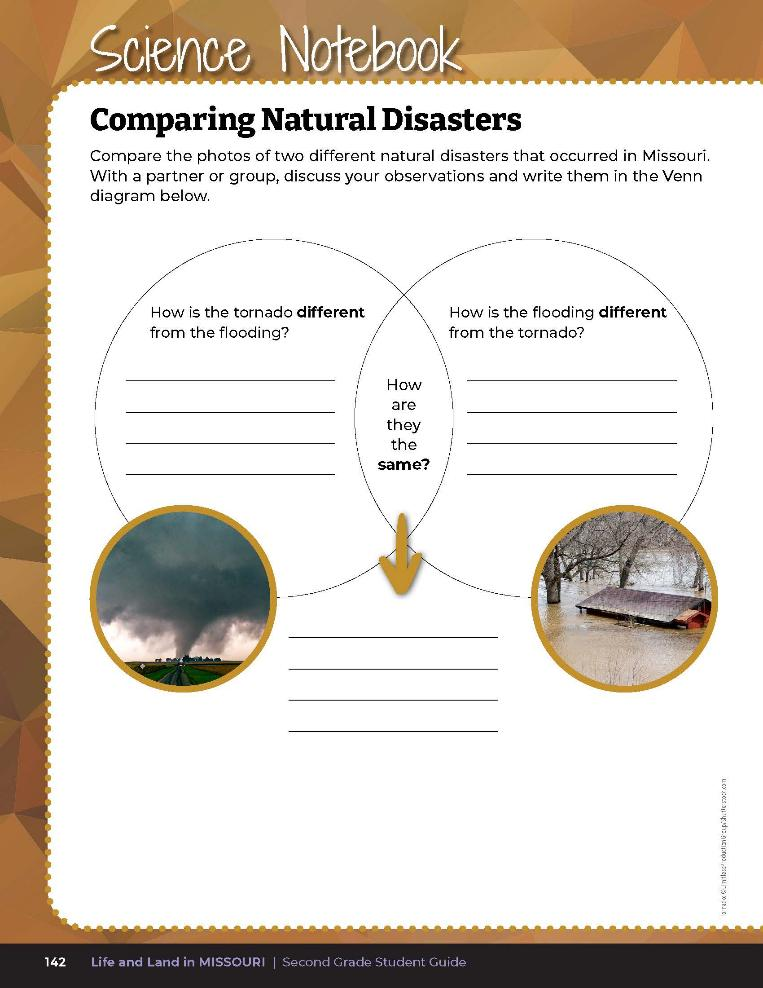 Science Notebook
Comparing Natural Disasters
Compare the photos of two different natural disasters that occurred in Missouri.
With a partner or group, discuss your observations and write them in the Venn
diagram below.
How is the tornado different
from the flooding?
How is the flooding different
from the tornado?
How
are
they
the
same?
142 Life and Land in MISSOURI | Second Grade Student Guide